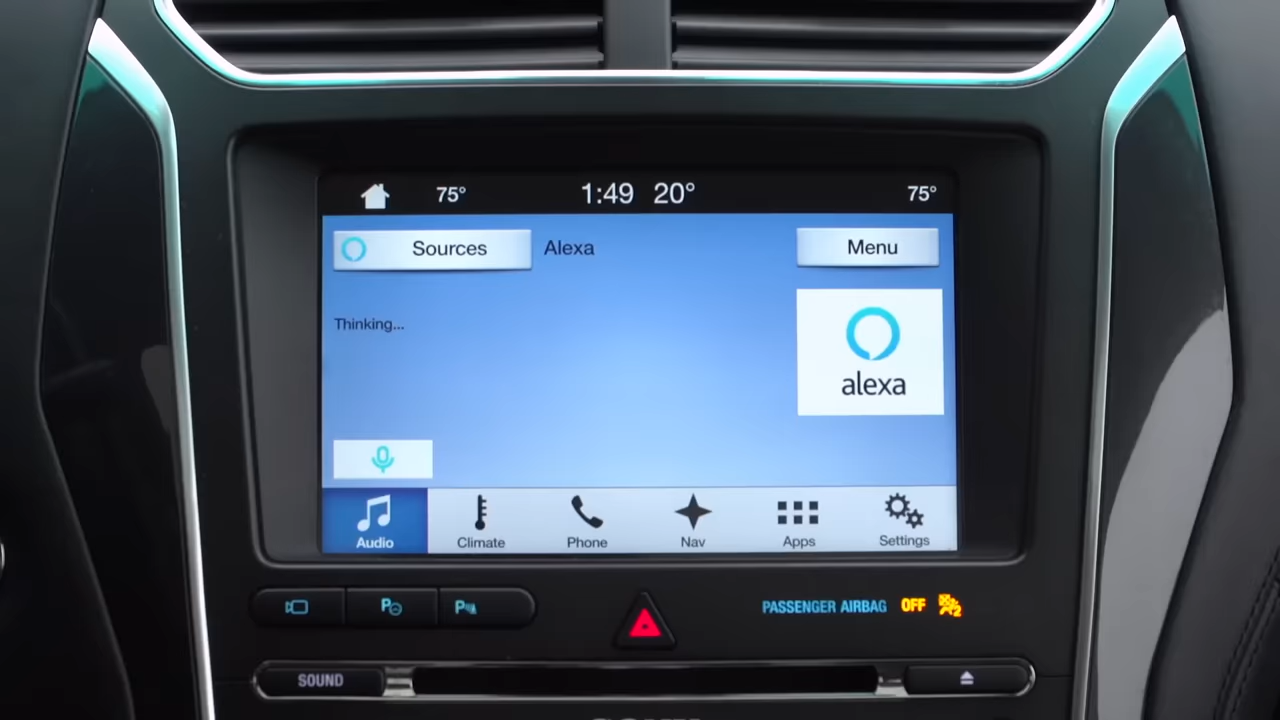 75° 1:49 20° 75°
Sources Alexa Menu
Thinking...
alexa
Audio Climate Phone Nav Apps Settings
P P PASSENGER AIRBAG OFF 2
SOUND